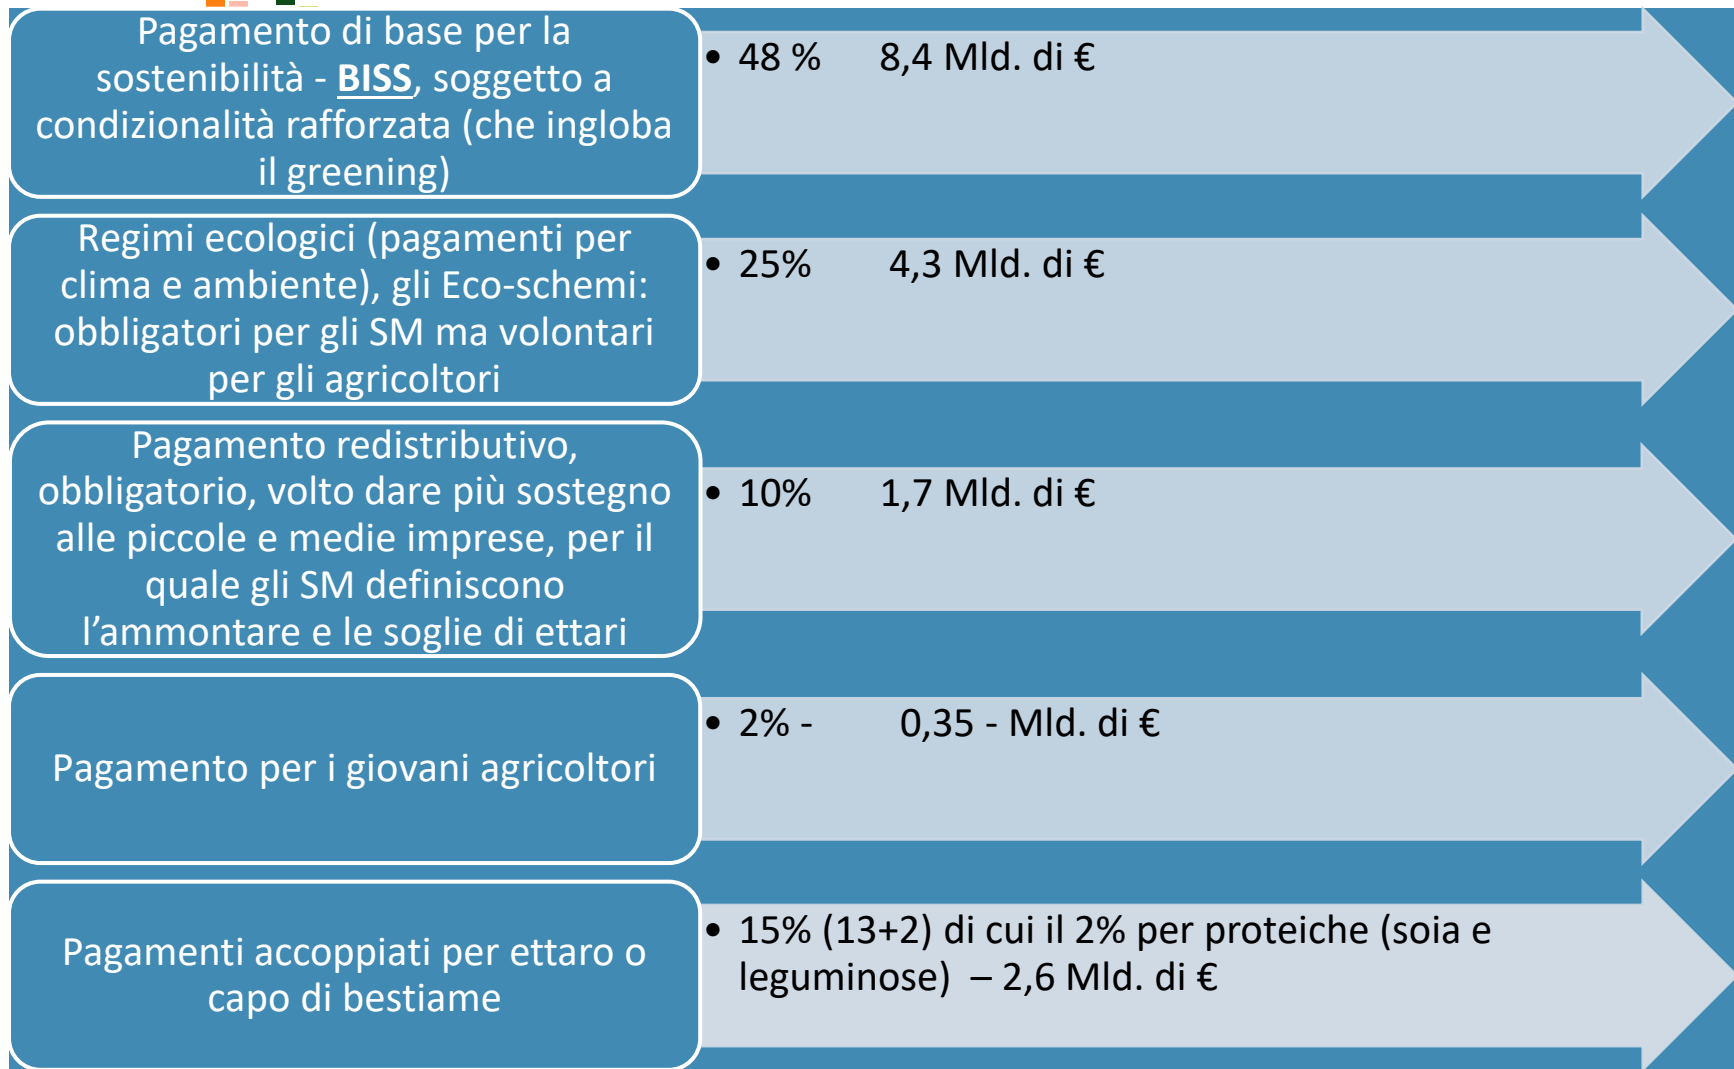 Pagamento di base per la
sostenibilità - BISS, soggetto a
condizionalità rafforzata (che ingloba
il greening)
• 48 % 8,4 Mld. di €
Regimi ecologici (pagamenti per
clima e ambiente), gli Eco-schemi:
obbligatori per gli SM ma volontari
per gli agricoltori
• 25% 4,3 Mld. di €
Pagamento redistributivo,
obbligatorio, volto dare più sostegno
alle piccole e medie imprese, per il
quale gli SM definiscono
l’ammontare e le soglie di ettari
• 10% 1,7 Mld. di €
Pagamento per i giovani agricoltori
• 2% - 0,35 - Mld. di €
Pagamenti accoppiati per ettaro o
capo di bestiame
• 15% (13+2) di cui il 2% per proteiche (soia e
leguminose) – 2,6 Mld. di €